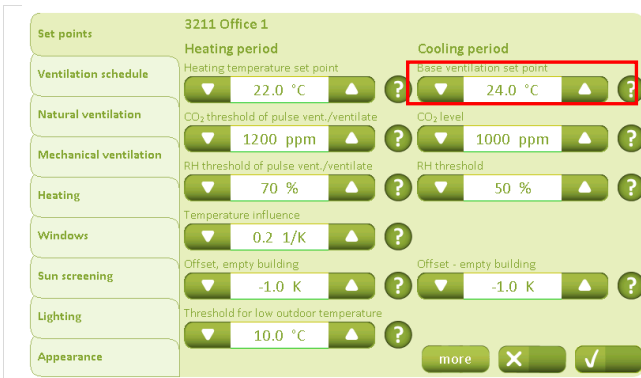 3211 Office 1
Set points
Ventilation schedule
Natural ventilation
Mechanical ventilation
Heating
Windows
Sun screening
Lighting
Appearance
Heating period
Heating temperature set point
22.0 °C ?
CO₂ threshold of pulse vent./ventilate
1200 ppm ?
RH threshold of pulse vent./ventilate
70 % ?
Temperature influence
0.2 1/K ?
Offset, empty building
-1.0 K ?
Threshold for low outdoor temperature
10.0 °C ?
Cooling period
Base ventilation set point
24.0 °C ?
CO₂ level
1000 ppm ?
RH threshold
50 % ?
Offset - empty building
-1.0 K ?
more